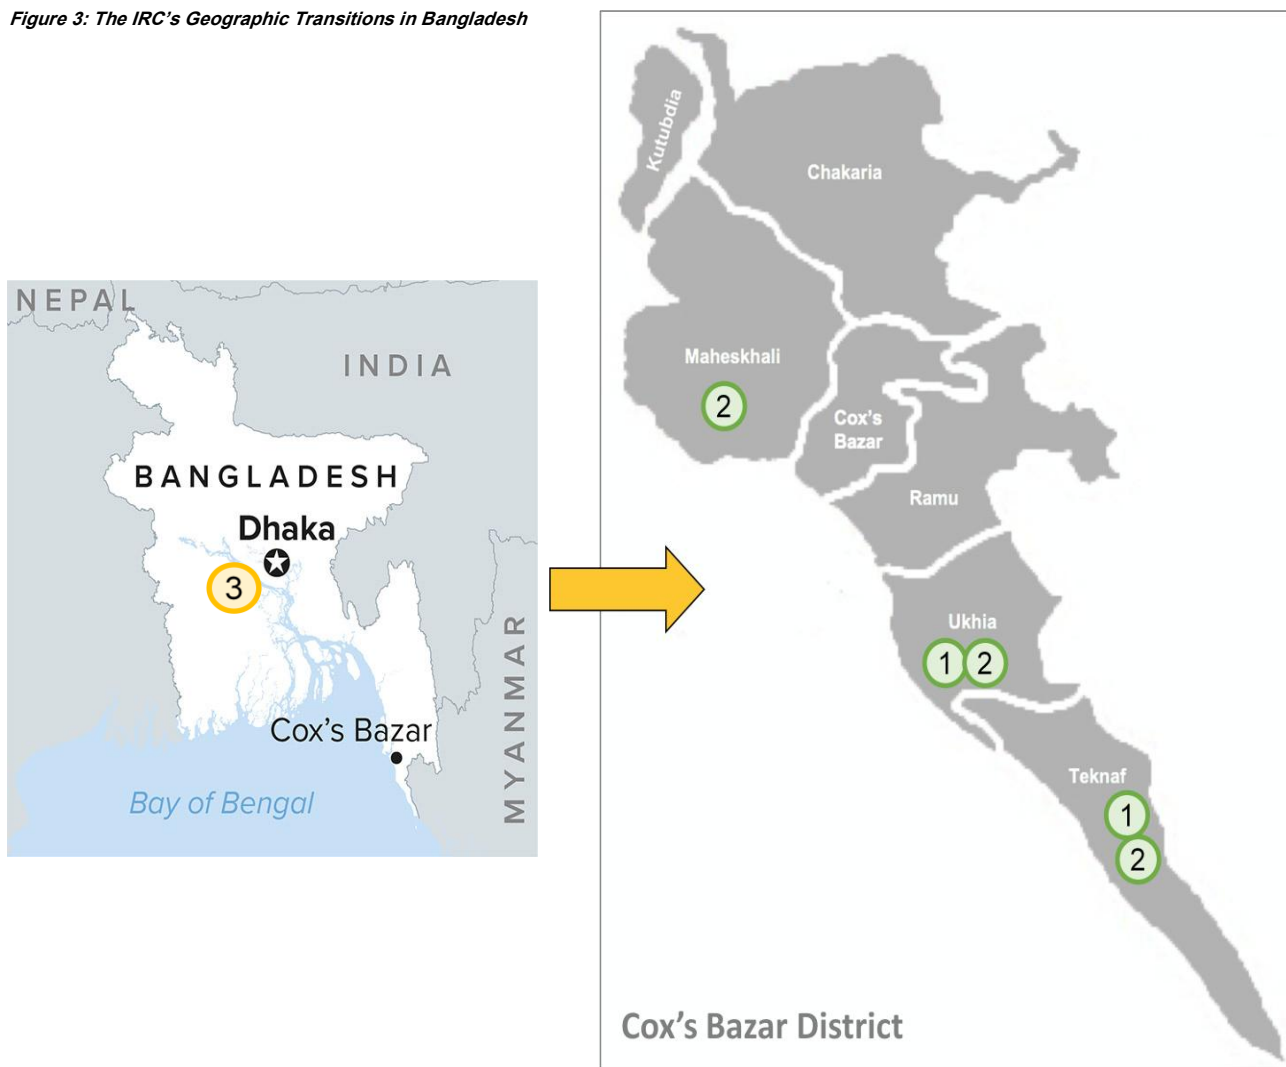 Figure 3: The IRC's Geographic Transitions in Bangladesh
NEPAL
INDIA
BANGLADESH
Dhaka
3
MYANMAR
Cox's Bazar
Bay of Bengal
Kutubdia
Chakaria
Maheskhali
2
Cox's
Bazar
Ramu
Ukhia
1 2
Teknaf
1
2
Cox's Bazar District